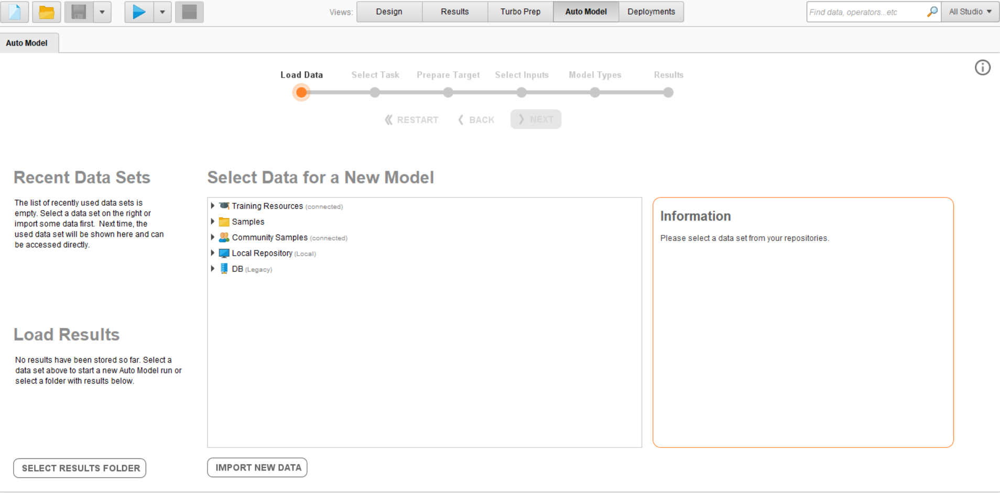 Views:
Design
Results
Turbo Prep
Auto Model
Deployments
Find data, operators...etc
All Studio
Auto Model
Load Data
Select Task
Prepare Target
Select Inputs
Model Types
Results
RESTART
BACK
NEXT
Recent Data Sets
The list of recently used data sets is
empty. Select a data set on the right or
import some data first.  Next time, the
used data set will be shown here and can
be accessed directly.
Load Results
No results have been stored so far. Select a
data set above to start a new Auto Model run or
select a folder with results below.
SELECT RESULTS FOLDER
Select Data for a New Model
Training Resources (connected)
Samples
Community Samples (connected)
Local Repository (Local)
DB (Legacy)
IMPORT NEW DATA
Information
Please select a data set from your repositories.